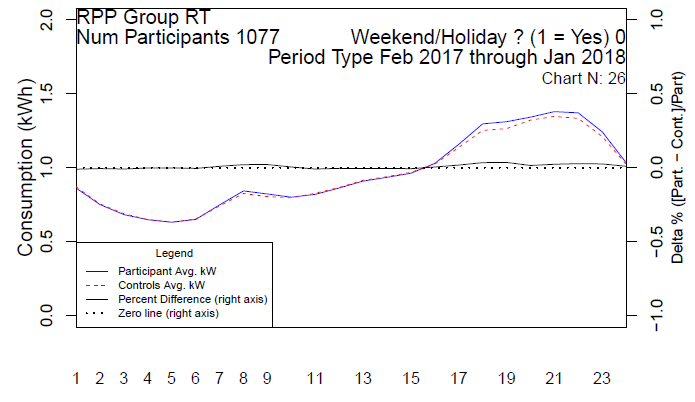 RPP Group RT
Num Participants 1077
Weekend/Holiday ? (1 = Yes) 0
Period Type Feb 2017 through Jan 2018
Chart N: 26
Consumption (kWh)
2.0
1.5
1.0
0.5
0.0
1.0
0.5
0.0
−0.5
−1.0
Delta % ([Part. − Cont.]/Part)
Legend
Participant Avg. kW
Controls Avg. kW
Percent Difference (right axis)
Zero line (right axis)
1 2 3 4 5 6 7 8 9 11 13 15 17 19 21 23